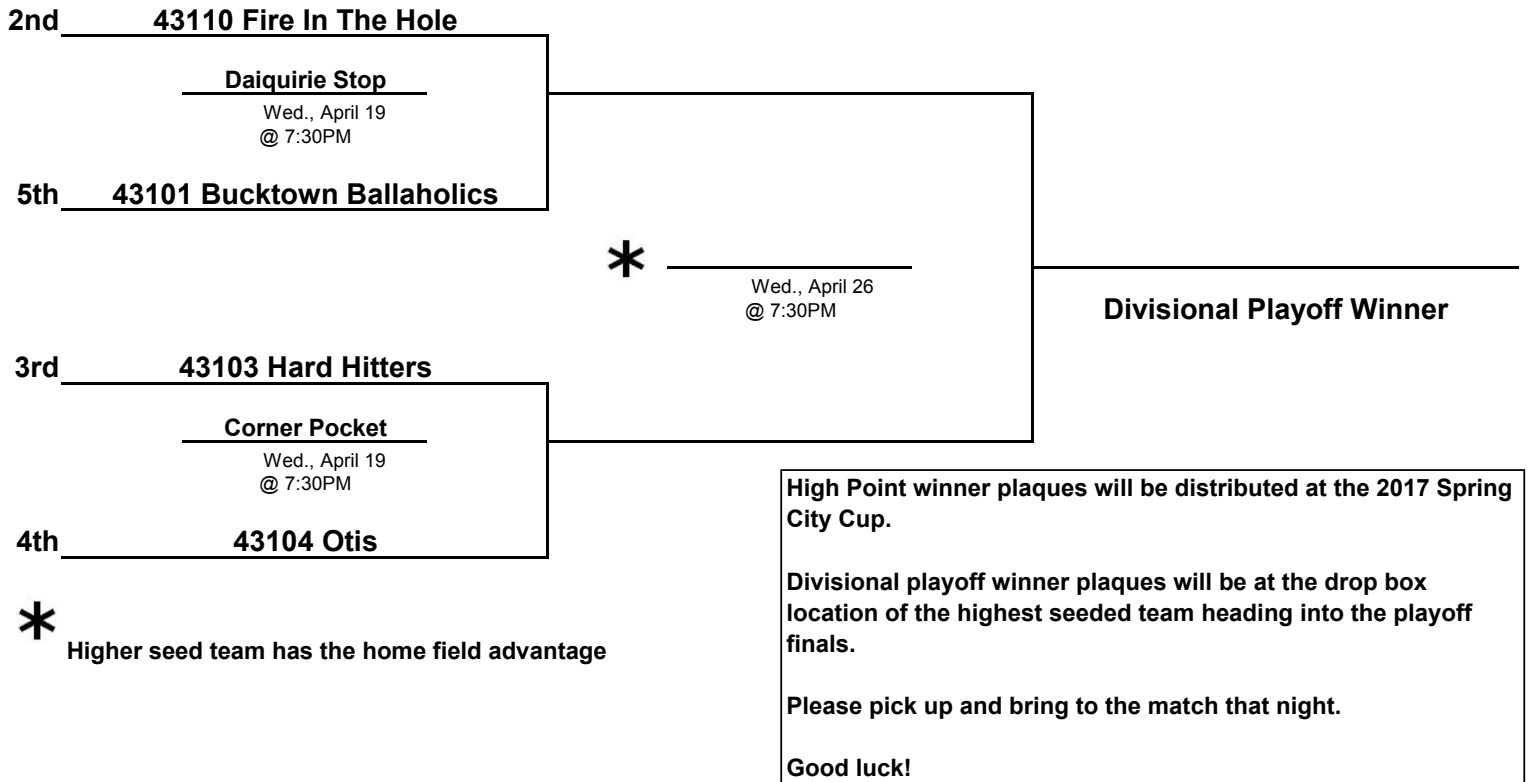 2nd 43110 Fire In The Hole
Daiquirie Stop
Wed., April 19
@ 7:30PM
5th 43101 Bucktown Ballaholics
*
Wed., April 26
@ 7:30PM
Divisional Playoff Winner
3rd 43103 Hard Hitters
Corner Pocket
Wed., April 19
@ 7:30PM
4th 43104 Otis
* Higher seed team has the home field advantage
High Point winner plaques will be distributed at the 2017 Spring
City Cup.
Divisional playoff winner plaques will be at the drop box
location of the highest seeded team heading into the playoff
finals.
Please pick up and bring to the match that night.
Good luck!